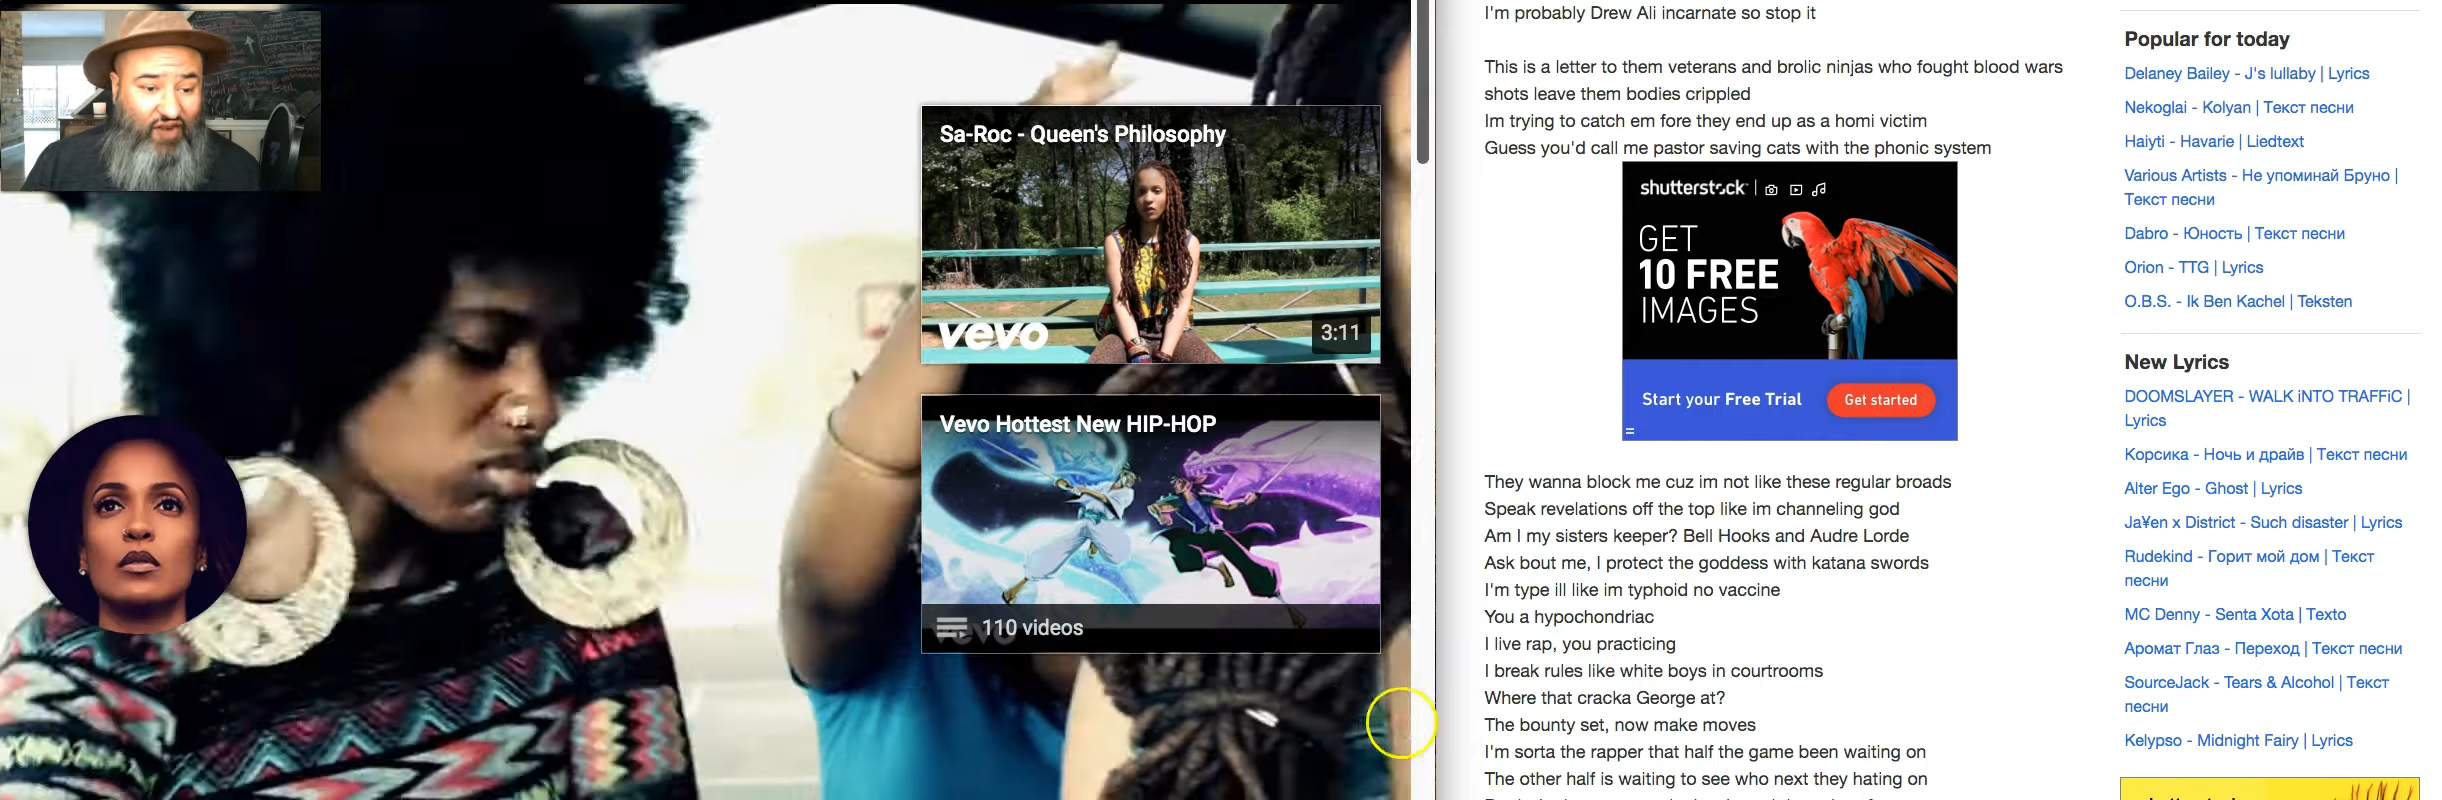 Sa-Roc - Queen's Philosophy
vevo
3:11
Vevo Hottest New HIP-HOP
110 videos
I'm probably Drew Ali incarnate so stop it
This is a letter to them veterans and brolic ninjas who fought blood wars
shots leave them bodies crippled
Im trying to catch em fore they end up as a homi victim
Guess you'd call me pastor saving cats with the phonic system
shutterstock
GET
10 FREE
IMAGES
Start your Free Trial
Get started
They wanna block me cuz im not like these regular broads
Speak revelations off the top like im channeling god
Am I my sisters keeper? Bell Hooks and Audre Lorde
Ask bout me, I protect the goddess with katana swords
I'm type ill like im typhoid no vaccine
You a hypochondriac
I live rap, you practicing
I break rules like white boys in courtrooms
Where that cracka George at?
The bounty set, now make moves
I'm sorta the rapper that half the game been waiting on
The other half is waiting to see who next they hating on
Popular for today
Delaney Bailey - J's lullaby | Lyrics
Nekoglai - Kolyan | Текст песни
Haiyti - Havarie | Liedtext
Various Artists - Не упоминай Бруно |
Текст песни
Dabro - Юность | Текст песни
Orion - TTG | Lyrics
O.B.S. - Ik Ben Kachel | Teksten
New Lyrics
DOOMSLAYER - WALK iNTO TRAFFiC |
Lyrics
Корсика - Ночь и драйв | Текст песни
Alter Ego - Ghost | Lyrics
Ja¥en x District - Such disaster | Lyrics
Rudekind - Горит мой дом | Текст
песни
MC Denny - Senta Xota | Texto
Аромат Глаз - Переход | Текст песни
SourceJack - Tears & Alcohol | Текст
песни
Kelypso - Midnight Fairy | Lyrics